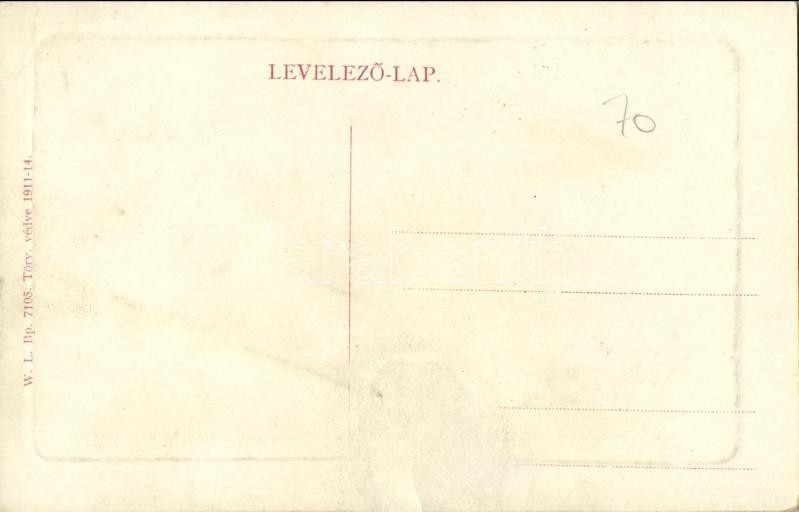 LEVELEZŐ-LAP.
70
W. L. Bp. 7105. Törv. védve 1911-14.